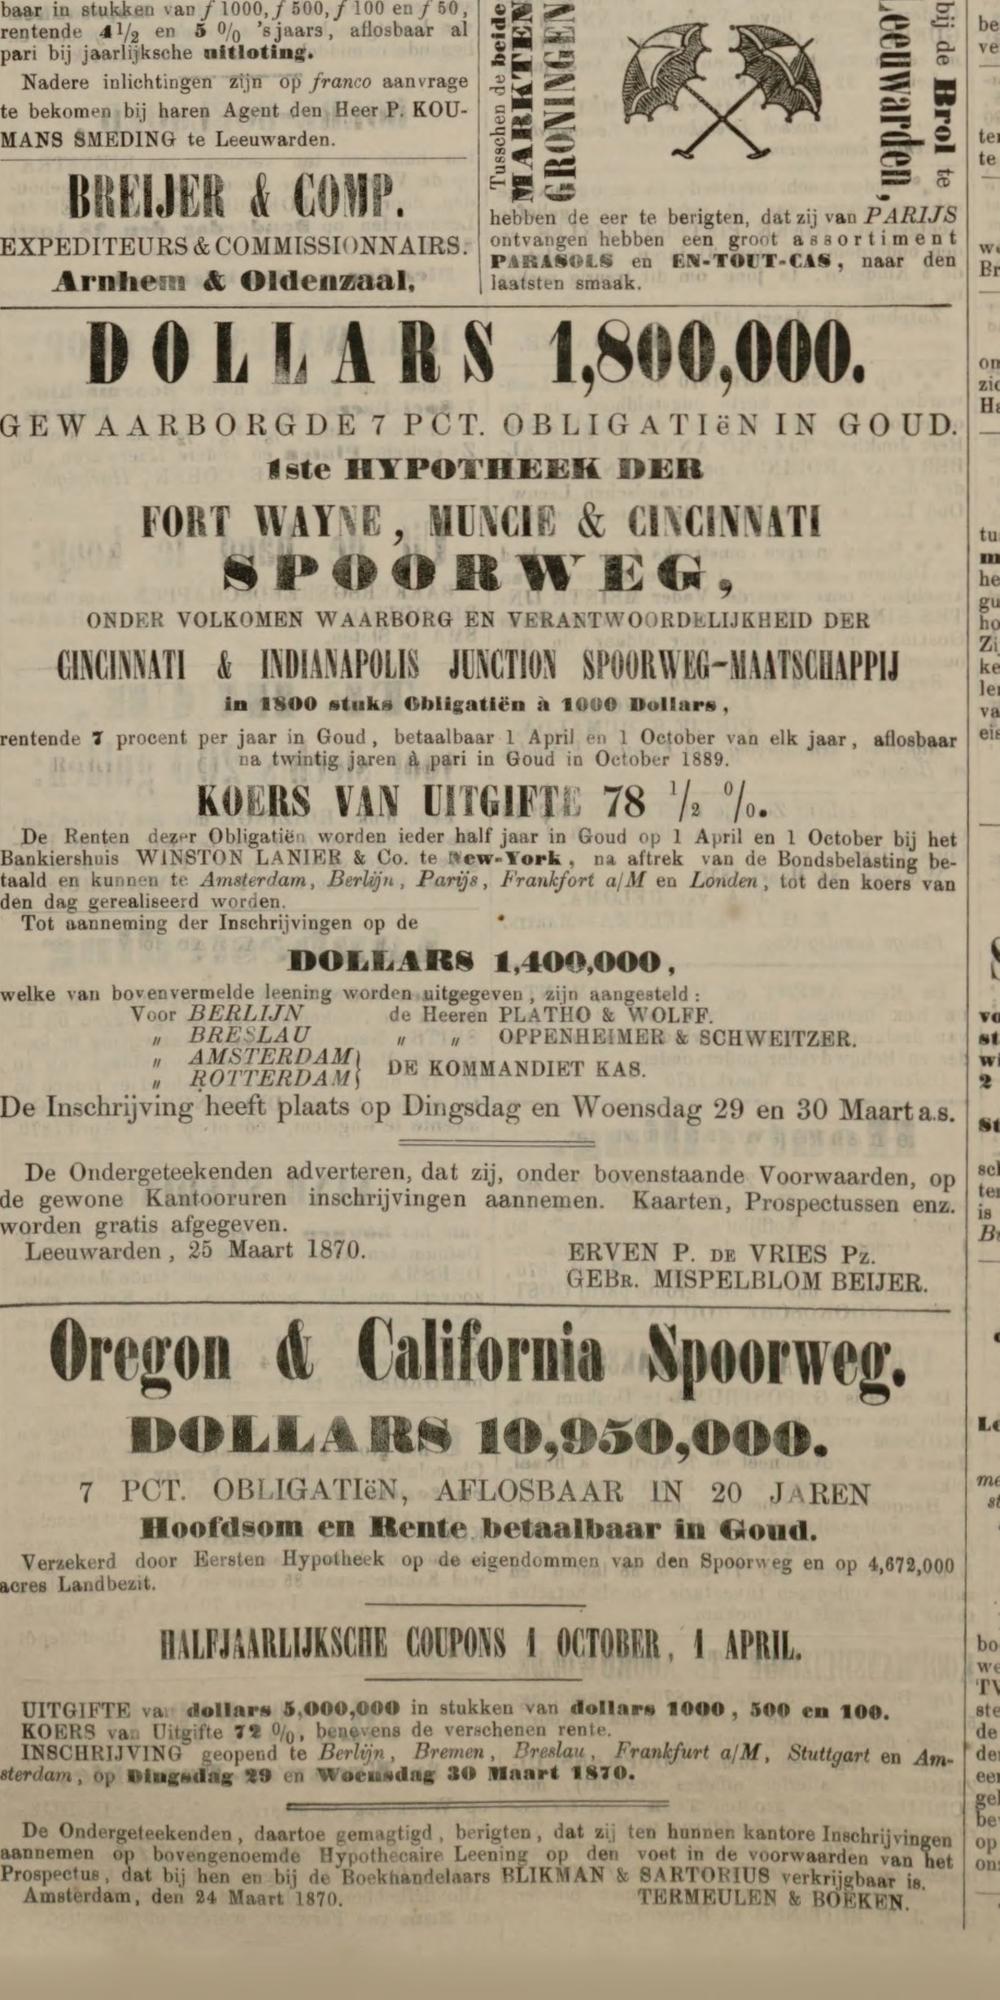 baar in stukken van f 1000, f 500, f 100 en f 50,
rentende 4 1/2 en 5 % 'sjaars, aflosbaar al
pari bij jaarlijksche uitloting.
Nadere inlichtingen zijn op franco aanvrage
te bekomen bij haren Agent den Heer P. KOU-
MANS SMEDING te Leeuwarden.
BREIJER & COMP.
EXPEDITEURS & COMMISSIONNAIRS.
Arnhem & Oldenzaal.
Tusschen de beide
MARKTEN
GRONINGEN
Leeuwarden,
bij de Brol te
hebben de eer te berigten, dat zij van PARIJS
ontvangen hebben een groot assortiment
PARASOLS en EN-TOUT-CAS, naar den
laatsten smaak.
DOLLARS 1,800,000.
GEWAARBORGDE 7 PCT. OBLIGATIëN IN GOUD.
1ste HYPOTHEEK DER
FORT WAYNE, MUNCIE & CINCINNATI
SPOORWEG,
ONDER VOLKOMEN WAARBORG EN VERANTWOORDELIJKHEID DER
CINCINNATI & INDIANAPOLIS JUNCTION SPOORWEG-MAATSCHAPPIJ
in 1800 stuks Obligatiën à 1000 Dollars,
rentende 7 procent per jaar in Goud, betaalbaar 1 April en 1 October van elk jaar, aflosbaar
na twintig jaren à pari in Goud in October 1889.
KOERS VAN UITGIFTE 78 1/2 %.
De Renten dezer Obligatiën worden ieder half jaar in Goud op 1 April en 1 October bij het
Bankiershuis WINSTON LANIER & Co. te New-York, na aftrek van de Bondsbelasting be-
taald en kunnen te Amsterdam, Berlijn, Parijs, Frankfort a/M en Londen, tot den koers van
den dag gerealiseerd worden.
Tot aanneming der Inschrijvingen op de
DOLLARS 1,400,000,
welke van bovenvermelde leening worden uitgegeven, zijn aangesteld:
Voor BERLIJN de Heeren PLATHO & WOLFF.
" BRESLAU " " OPPENHEIMER & SCHWEITZER.
" AMSTERDAM}
" ROTTERDAM} DE KOMMANDIET KAS.
De Inschrijving heeft plaats op Dingsdag en Woensdag 29 en 30 Maart a.s.
De Ondergeteekenden adverteren, dat zij, onder bovenstaande Voorwaarden, op
de gewone Kantooruren inschrijvingen aannemen. Kaarten, Prospectussen enz.
worden gratis afgegeven.
Leeuwarden, 25 Maart 1870.
ERVEN P. DE VRIES Pz.
GEBR. MISPELBLOM BEIJER.
Oregon & California Spoorweg.
DOLLARS 10,950,000.
7 PCT. OBLIGATIëN, AFLOSBAAR IN 20 JAREN
Hoofdsom en Rente betaalbaar in Goud.
Verzekerd door Eersten Hypotheek op de eigendommen van den Spoorweg en op 4,672,000
acres Landbezit.
HALFJAARLIJKSCHE COUPONS 1 OCTOBER, 1 APRIL.
UITGIFTE van dollars 5,000,000 in stukken van dollars 1000, 500 en 100.
KOERS van Uitgifte 72 %, benevens de verschenen rente.
INSCHRIJVING geopend te Berlijn, Bremen, Breslau, Frankfurt a/M, Stuttgart en Am-
sterdam, op Dingsdag 29 en Woensdag 30 Maart 1870.
De Ondergeteekenden, daartoe gemagtigd, berigten, dat zij ten hunnen kantore Inschrijvingen
aannemen op bovengenoemde Hypothecaire Leening op den voet in de voorwaarden van het
Prospectus, dat bij hen en bij de Boekhandelaars BLIKMAN & SARTORIUS verkrijgbaar is.
Amsterdam, den 24 Maart 1870.
TERMEULEN & BOEKEN.